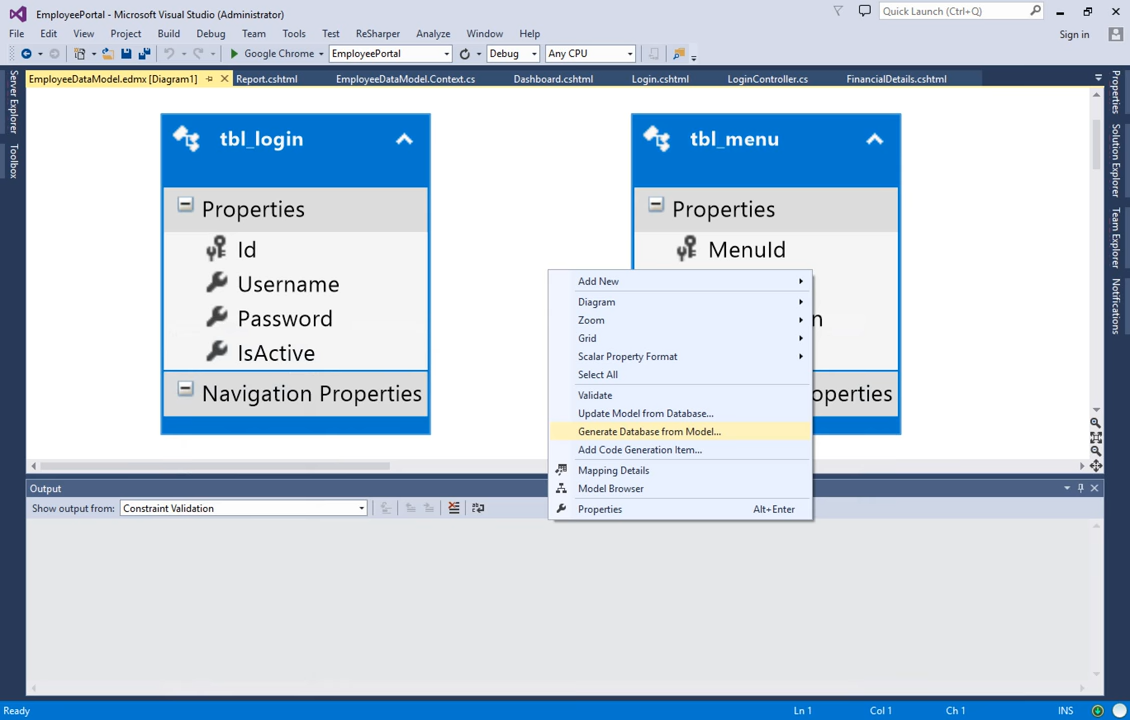 EmployeePortal - Microsoft Visual Studio (Administrator)
Quick Launch (Ctrl+Q)
File Edit View Project Build Debug Team Tools Test ReSharper Analyze Window Help
Sign in
Google Chrome EmployeePortal Debug Any CPU
EmployeeDataModel.edmx [Diagram1] Report.cshtml EmployeeDataModel.Context.cs Dashboard.cshtml Login.cshtml LoginController.cs FinancialDetails.cshtml
Server Explorer
Toolbox
Properties
Solution Explorer
Team Explorer
Notifications
tbl_login
Properties
Id
Username
Password
IsActive
Navigation Properties
tbl_menu
Properties
MenuId
Add New
Diagram
Zoom
Grid
Scalar Property Format
Select All
Validate
Update Model from Database...
Generate Database from Model...
Add Code Generation Item...
Mapping Details
Model Browser
Properties Alt+Enter
Output
Show output from: Constraint Validation
Ready Ln 1 Col 1 Ch 1 INS